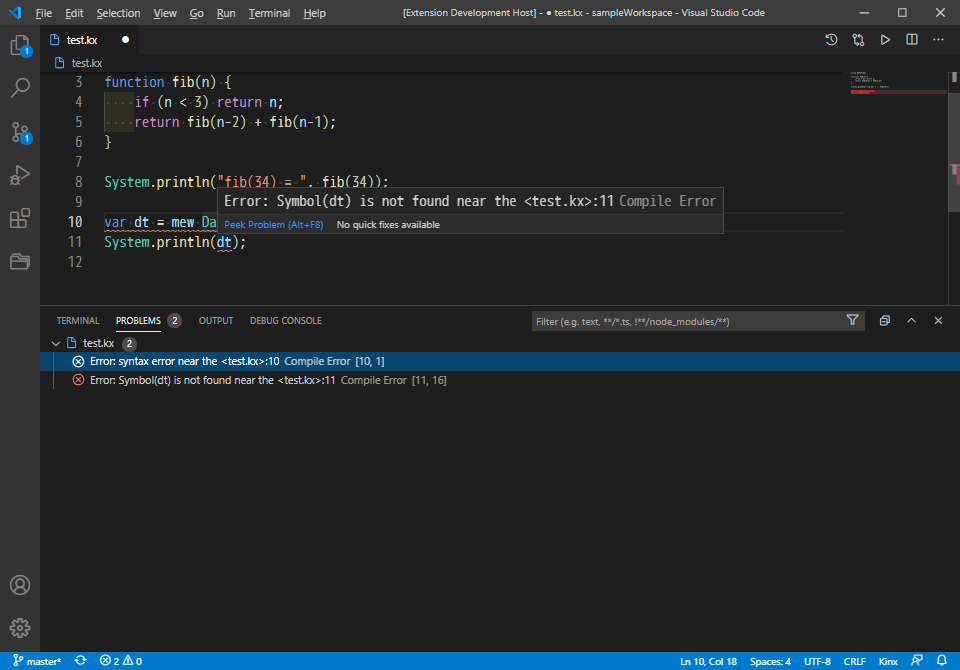 File Edit Selection View Go Run Terminal Help [Extension Development Host] - ● test.kx - sampleWorkspace - Visual Studio Code
test.kx ●
1
test.kx
3 function fib(n) {
4 ····if (n < 3) return n;
5 ····return fib(n-2) + fib(n-1);
6 }
7
8 System.println("fib(34) = ", fib(34));
9
Error: Symbol(dt) is not found near the <test.kx>:11 Compile Error
10 var dt = mew Da
Peek Problem (Alt+F8) No quick fixes available
11 System.println(dt);
12
1
TERMINAL PROBLEMS 2 OUTPUT DEBUG CONSOLE Filter (e.g. text, **/*.ts, !**/node_modules/**)
test.kx 2
Error: syntax error near the <test.kx>:10 Compile Error [10, 1]
Error: Symbol(dt) is not found near the <test.kx>:11 Compile Error [11, 16]
master* 2 0 Ln 10, Col 18 Spaces: 4 UTF-8 CRLF Kinx